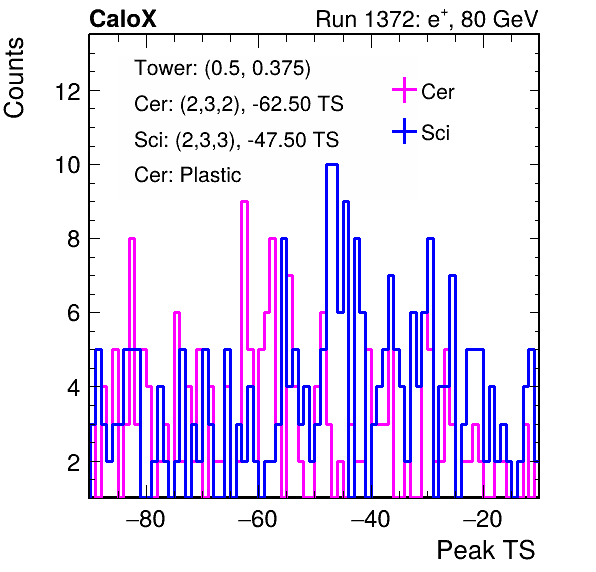 CaloX Run 1372: e⁺, 80 GeV
Counts
Tower: (0.5, 0.375)
Cer: (2,3,2), -62.50 TS
Sci: (2,3,3), -47.50 TS
Cer: Plastic
Cer
Sci
12
10
8
6
4
2
−80 −60 −40 −20
Peak TS